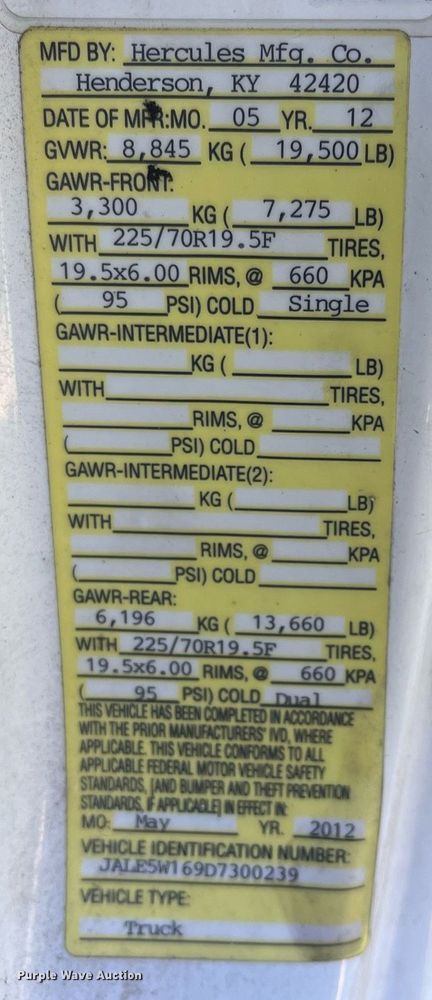 MFD BY: Hercules Mfg. Co.
Henderson, KY 42420
DATE OF MFR:MO. 05 YR. 12
GVWR: 8,845 KG ( 19,500 LB)
GAWR-FRONT:
3,300 KG ( 7,275 LB)
WITH 225/70R19.5F TIRES,
19.5x6.00 RIMS, @ 660 KPA
( 95 PSI) COLD Single
GAWR-INTERMEDIATE(1):
KG ( LB)
WITH TIRES,
RIMS, @ KPA
( PSI) COLD
GAWR-INTERMEDIATE(2):
KG ( LB)
WITH TIRES,
RIMS, @ KPA
( PSI) COLD
GAWR-REAR:
6,196 KG ( 13,660 LB)
WITH 225/70R19.5F TIRES,
19.5x6.00 RIMS, @ 660 KPA
( 95 PSI) COLD Dual
THIS VEHICLE HAS BEEN COMPLETED IN ACCORDANCE
WITH THE PRIOR MANUFACTURERS' IVD, WHERE
APPLICABLE. THIS VEHICLE CONFORMS TO ALL
APPLICABLE FEDERAL MOTOR VEHICLE SAFETY
STANDARDS, [AND BUMPER AND THEFT PREVENTION
STANDARDS, IF APPLICABLE] IN EFFECT IN:
MO: May YR. 2012
VEHICLE IDENTIFICATION NUMBER:
JALE5W169D7300239
VEHICLE TYPE:
Truck
Purple Wave Auction